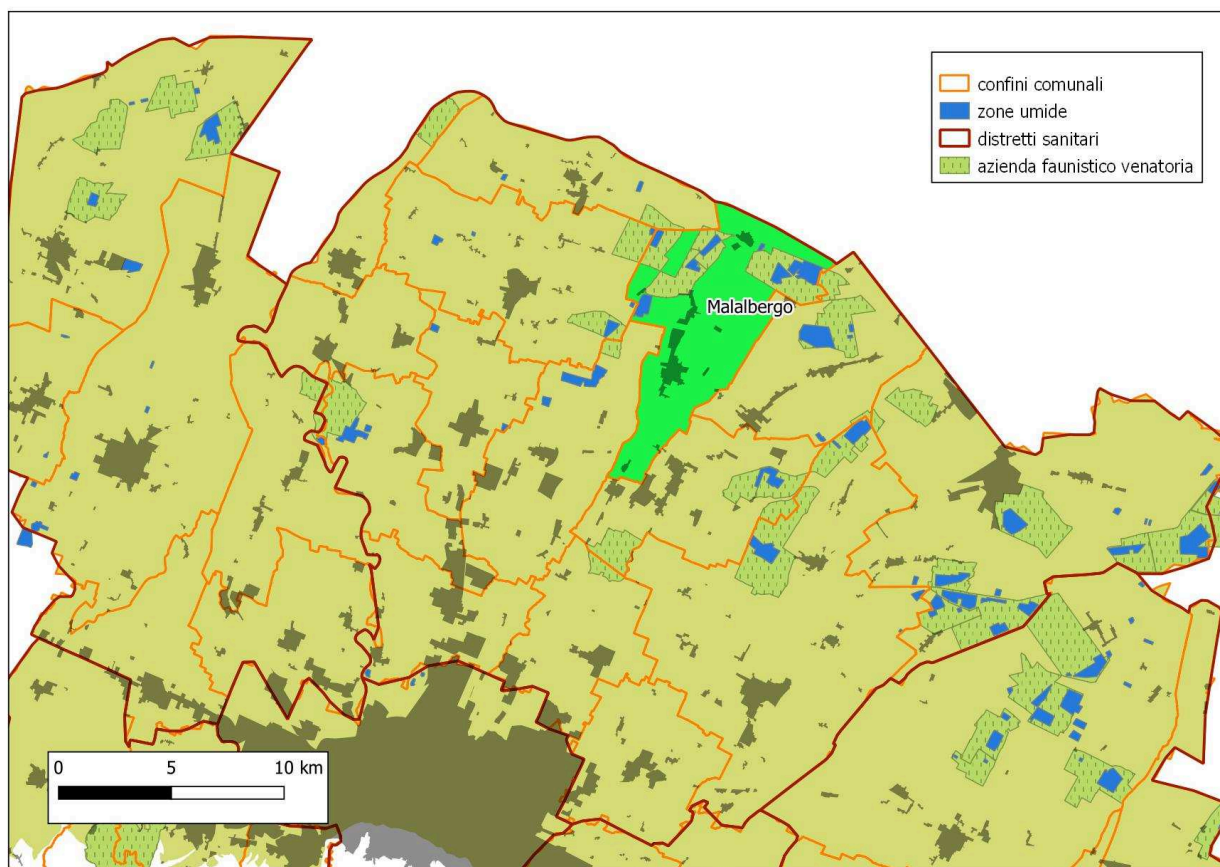 confini comunali
zone umide
distretti sanitari
azienda faunistico venatoria
Malalbergo
0 5 10 km